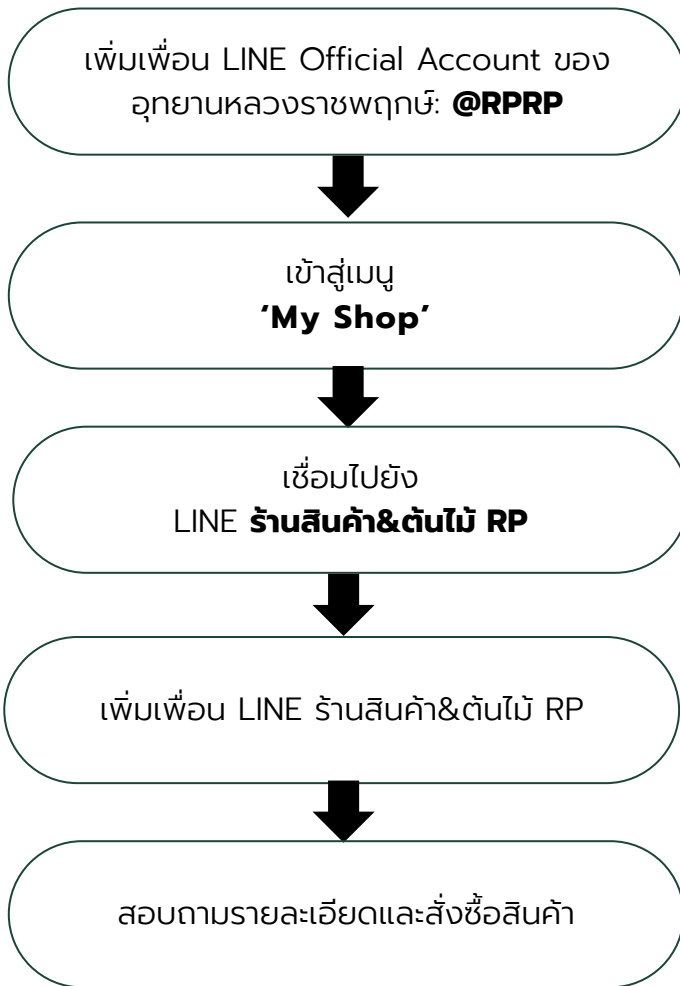 เพิ่มเพื่อน LINE Official Account ของ
อุทยานหลวงราชพฤกษ์: @RPRP
เข้าสู่เมนู
‘My Shop’
เชื่อมไปยัง
LINE ร้านสินค้า&ต้นไม้ RP
เพิ่มเพื่อน LINE ร้านสินค้า&ต้นไม้ RP
สอบถามรายละเอียดและสั่งซื้อสินค้า